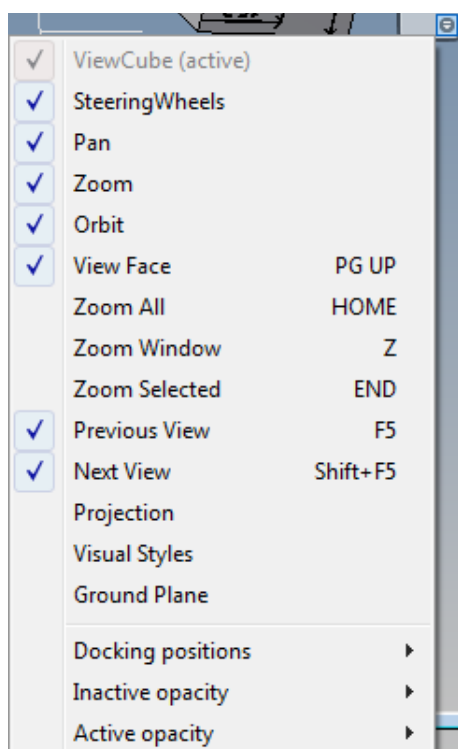 ViewCube (active)
SteeringWheels
Pan
Zoom
Orbit
View Face PG UP
Zoom All HOME
Zoom Window Z
Zoom Selected END
Previous View F5
Next View Shift+F5
Projection
Visual Styles
Ground Plane
Docking positions
Inactive opacity
Active opacity